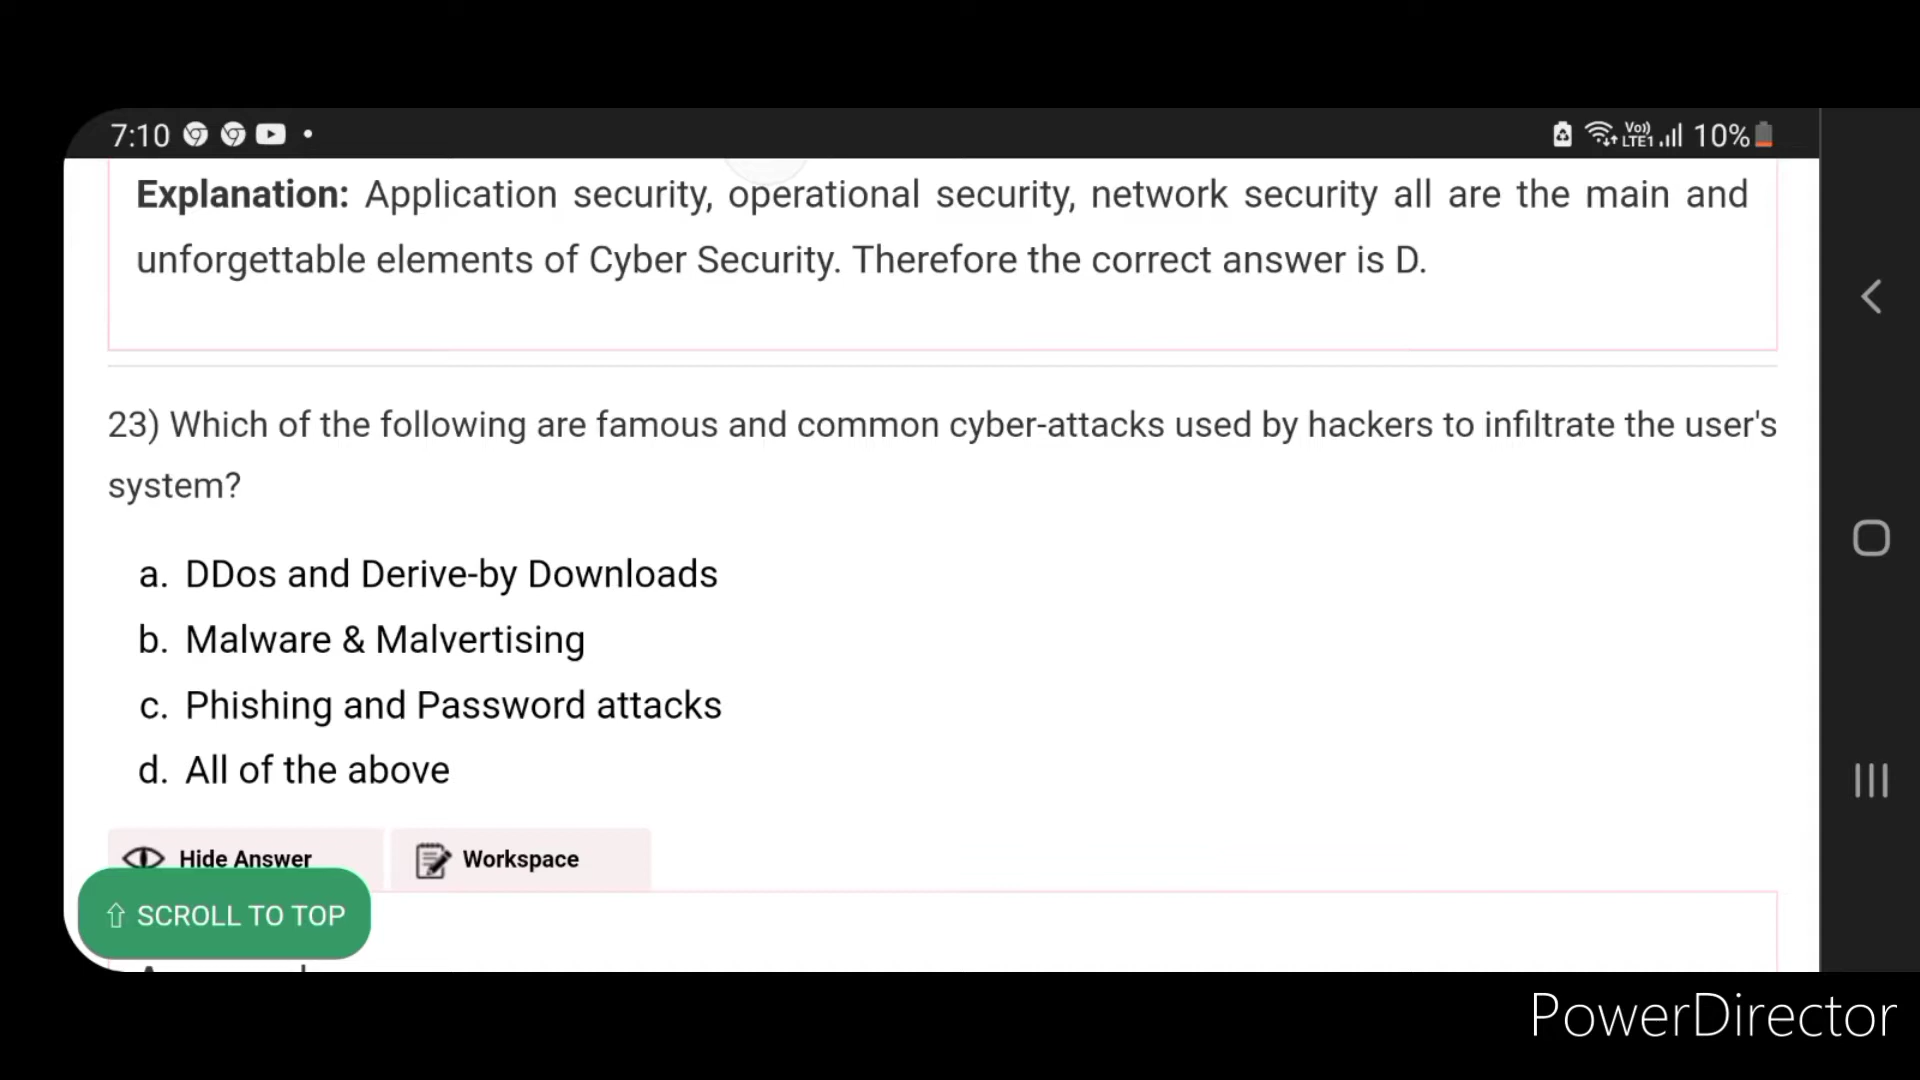 7:10
Vo)) LTE1 10%
Explanation: Application security, operational security, network security all are the main and
unforgettable elements of Cyber Security. Therefore the correct answer is D.
23) Which of the following are famous and common cyber-attacks used by hackers to infiltrate the user's
system?
a. DDos and Derive-by Downloads
b. Malware & Malvertising
c. Phishing and Password attacks
d. All of the above
Hide Answer Workspace
⇧ SCROLL TO TOP
PowerDirector